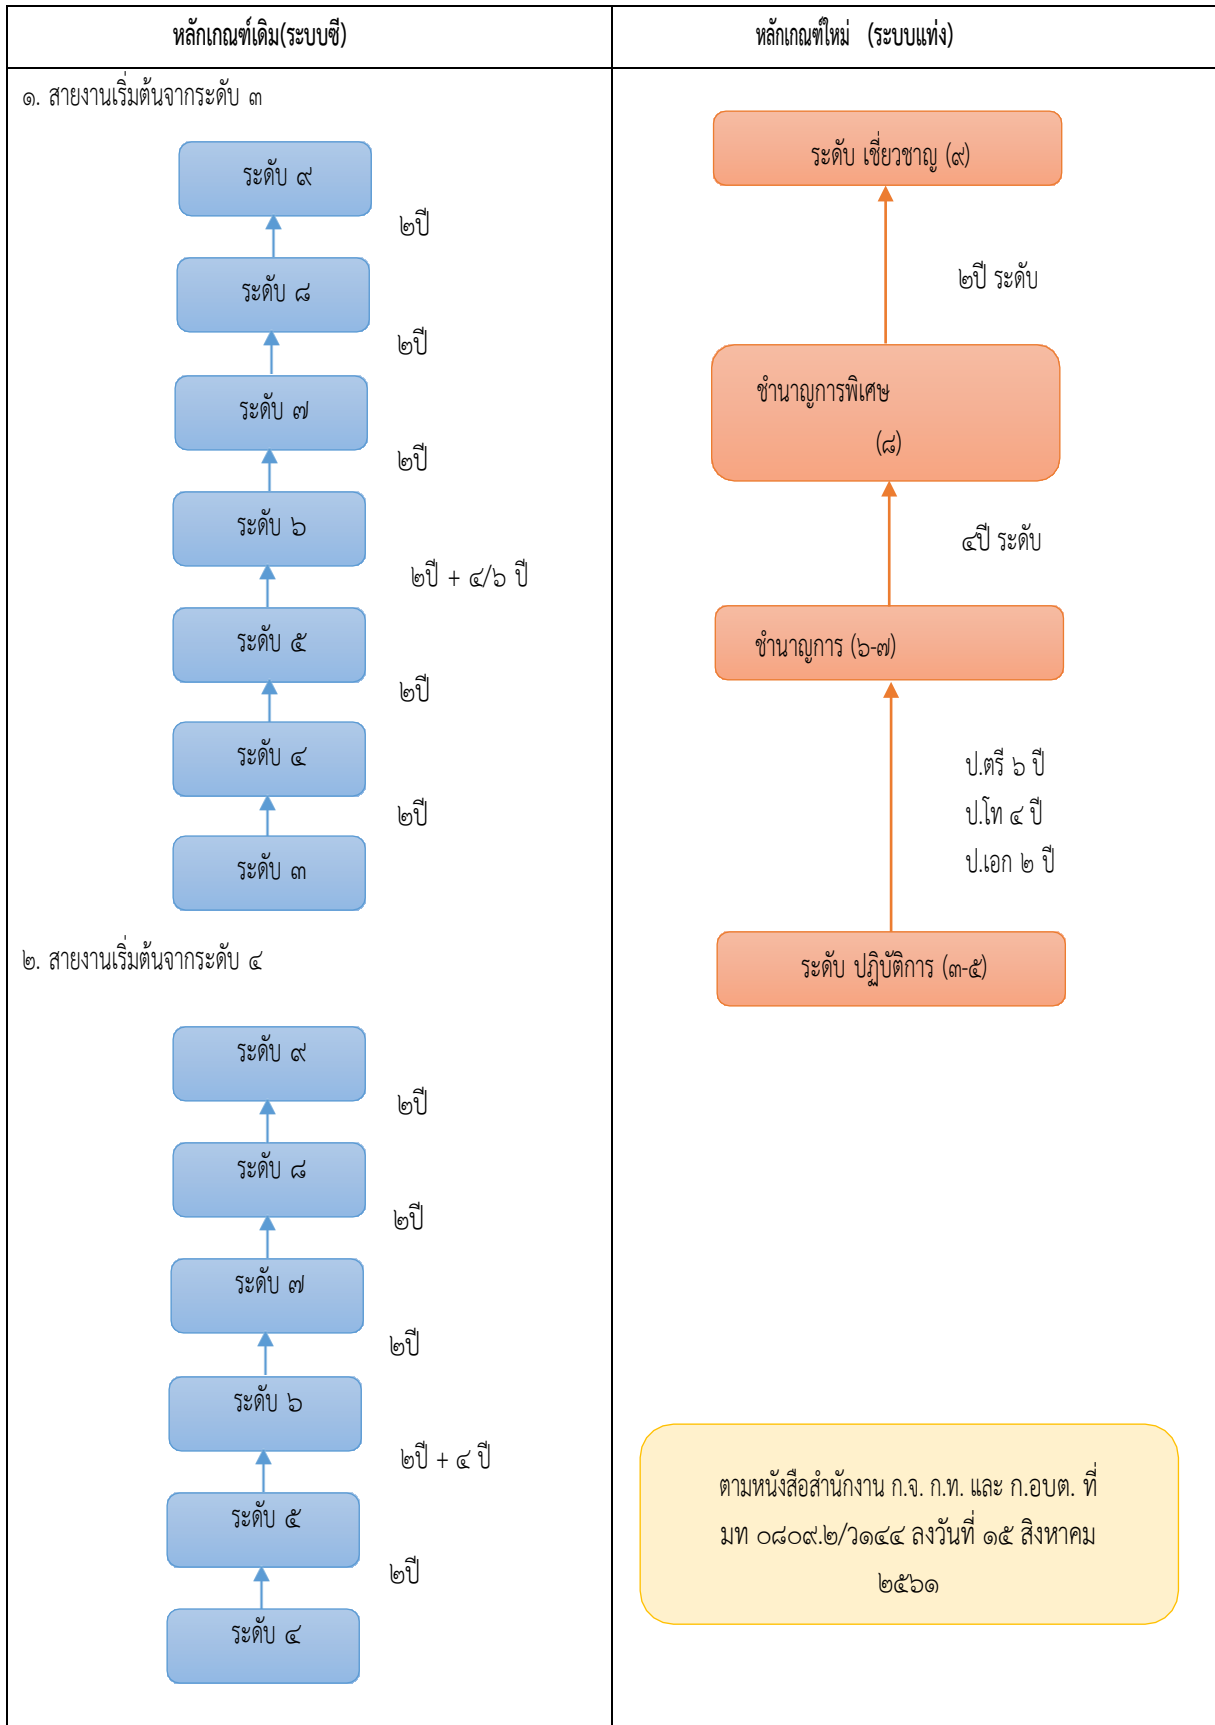 หลักเกณฑ์เดิม(ระบบซี)
๑. สายงานเริ่มต้นจากระดับ ๓
ระดับ ๙
๒ปี
ระดับ ๘
๒ปี
ระดับ ๗
๒ปี
ระดับ ๖
๒ปี + ๔/๖ ปี
ระดับ ๕
๒ปี
ระดับ ๔
๒ปี
ระดับ ๓
๒. สายงานเริ่มต้นจากระดับ ๔
ระดับ ๙
๒ปี
ระดับ ๘
๒ปี
ระดับ ๗
๒ปี
ระดับ ๖
๒ปี + ๔ ปี
ระดับ ๕
๒ปี
ระดับ ๔
หลักเกณฑ์ใหม่ (ระบบแท่ง)
ระดับ เชี่ยวชาญ (๙)
๒ปี ระดับ
ชำนาญการพิเศษ
(๘)
๔ปี ระดับ
ชำนาญการ (๖-๗)
ป.ตรี ๖ ปี
ป.โท ๔ ปี
ป.เอก ๒ ปี
ระดับ ปฏิบัติการ (๓-๕)
ตามหนังสือสำนักงาน ก.จ. ก.ท. และ ก.อบต. ที่
มท ๐๘๐๙.๒/ว๑๔๔ ลงวันที่ ๑๕ สิงหาคม
๒๕๖๑